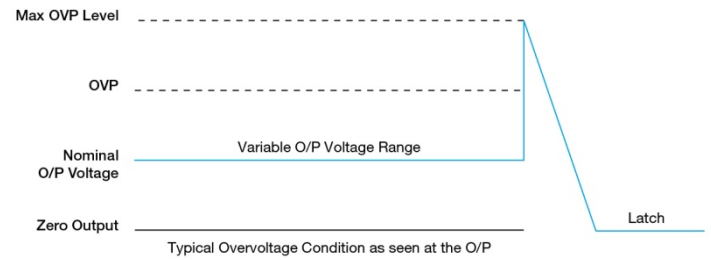 Max OVP Level
OVP
Variable O/P Voltage Range
Nominal
O/P Voltage
Zero Output
Latch
Typical Overvoltage Condition as seen at the O/P